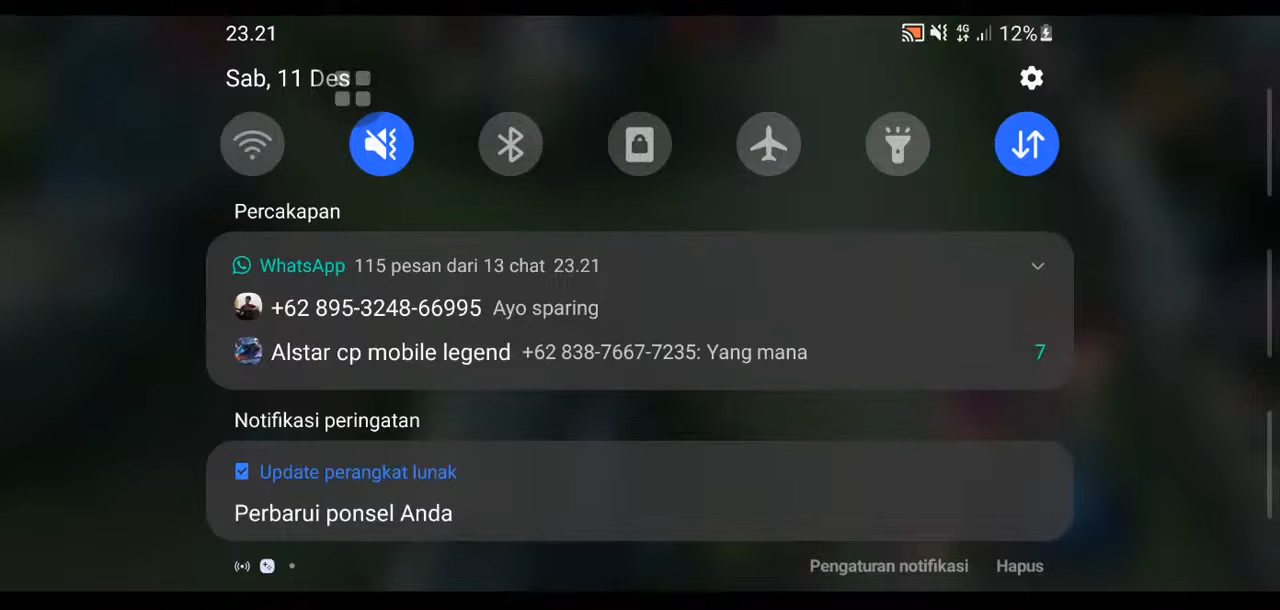 23.21
4G 12%
Sab, 11 Des
Percakapan
WhatsApp 115 pesan dari 13 chat 23.21
+62 895-3248-66995 Ayo sparing
Alstar cp mobile legend +62 838-7667-7235: Yang mana 7
Notifikasi peringatan
Update perangkat lunak
Perbarui ponsel Anda
Pengaturan notifikasi Hapus